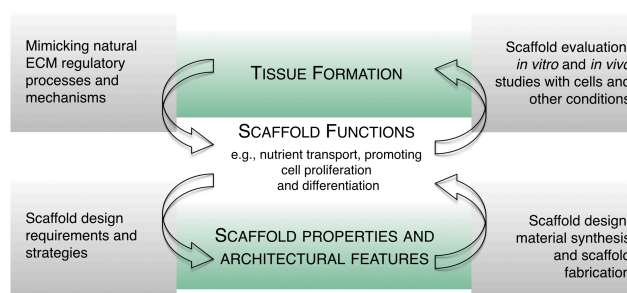 Mimicking natural
ECM regulatory
processes and
mechanisms
TISSUE FORMATION
Scaffold evaluation
in vitro and in vivo
studies with cells and
other conditions
SCAFFOLD FUNCTIONS
e.g., nutrient transport, promoting
cell proliferation
and differentiation
Scaffold design
requirements and
strategies
SCAFFOLD PROPERTIES AND
ARCHITECTURAL FEATURES
Scaffold design
material synthesis
and scaffold
fabrication